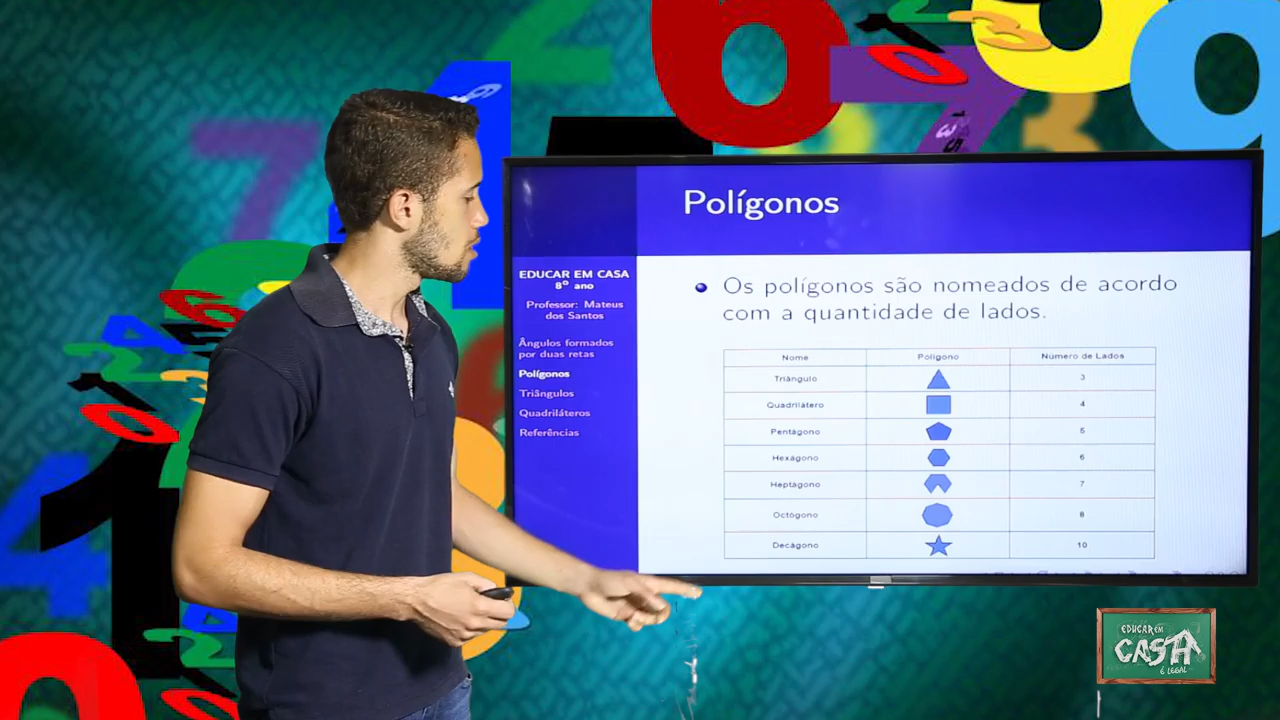 Polígonos
EDUCAR EM CASA
8º ano
Professor: Mateus
dos Santos
Ângulos formados
por duas retas
Polígonos
Triângulos
Quadriláteros
Referências
Os polígonos são nomeados de acordo
com a quantidade de lados.
Nome Polígono Número de Lados
Triângulo 3
Quadrilátero 4
Pentágono 5
Hexágono 6
Heptágono 7
Octógono 8
Decágono 10
EDUCAR EM
CASA
É LEGAL